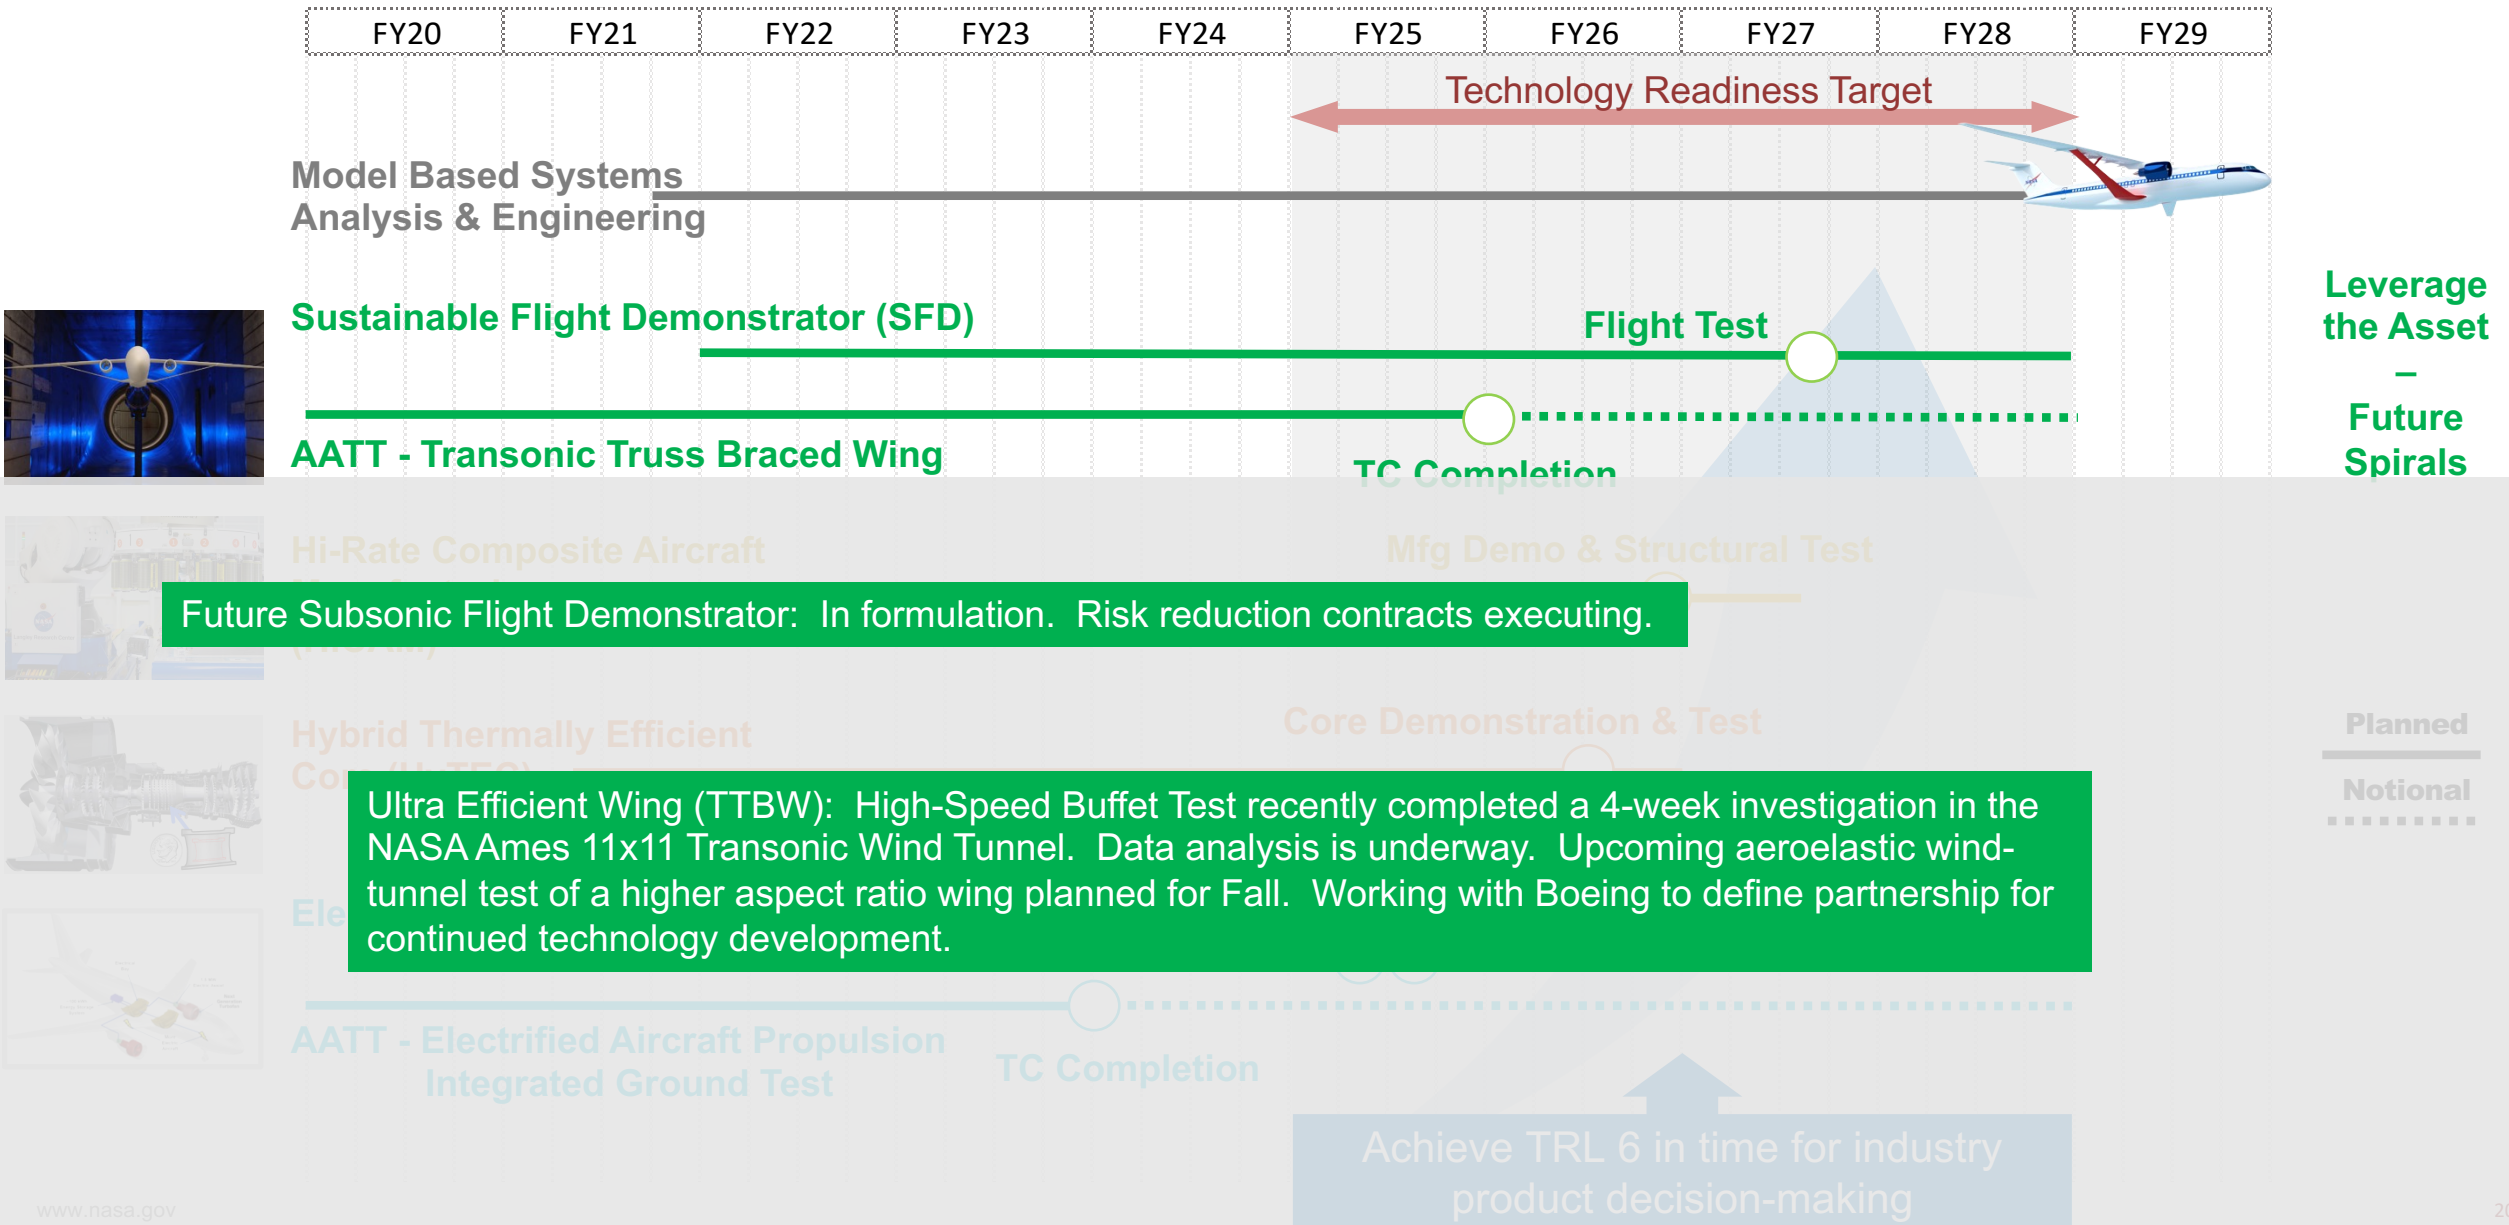 FY20 FY21 FY22 FY23 FY24 FY25 FY26 FY27 FY28 FY29
Technology Readiness Target
Model Based Systems
Analysis & Engineering
Sustainable Flight Demonstrator (SFD)
Flight Test
AATT - Transonic Truss Braced Wing
TC Completion
Leverage
the Asset
–
Future
Spirals
Hi-Rate Composite Aircraft
Mfg Demo & Structural Test
Future Subsonic Flight Demonstrator:  In formulation.  Risk reduction contracts executing.
Hybrid Thermally Efficient
Core Demonstration & Test
Planned
Notional
Ultra Efficient Wing (TTBW):  High-Speed Buffet Test recently completed a 4-week investigation in the
NASA Ames 11x11 Transonic Wind Tunnel.  Data analysis is underway.  Upcoming aeroelastic wind-
tunnel test of a higher aspect ratio wing planned for Fall.  Working with Boeing to define partnership for
continued technology development.
AATT - Electrified Aircraft Propulsion
Integrated Ground Test
TC Completion
Achieve TRL 6 in time for industry
product decision-making
www.nasa.gov